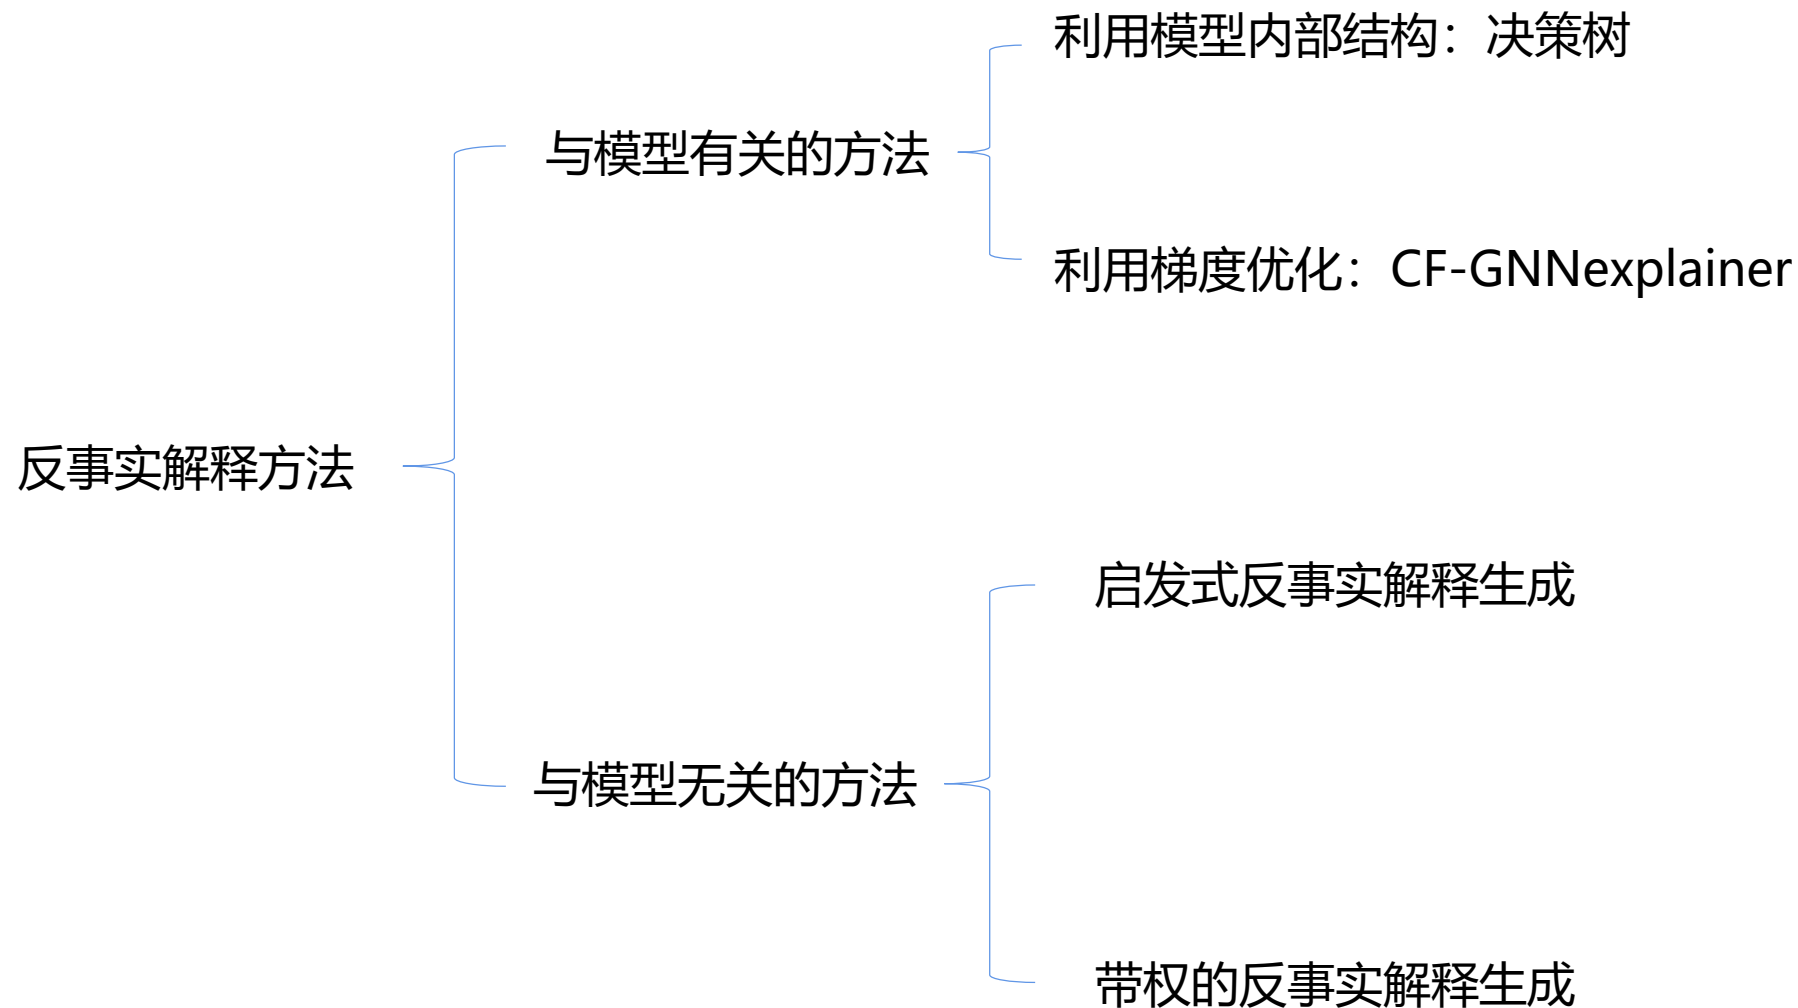 利用模型内部结构：决策树
与模型有关的方法
利用梯度优化：CF-GNNexplainer
反事实解释方法
启发式反事实解释生成
与模型无关的方法
带权的反事实解释生成